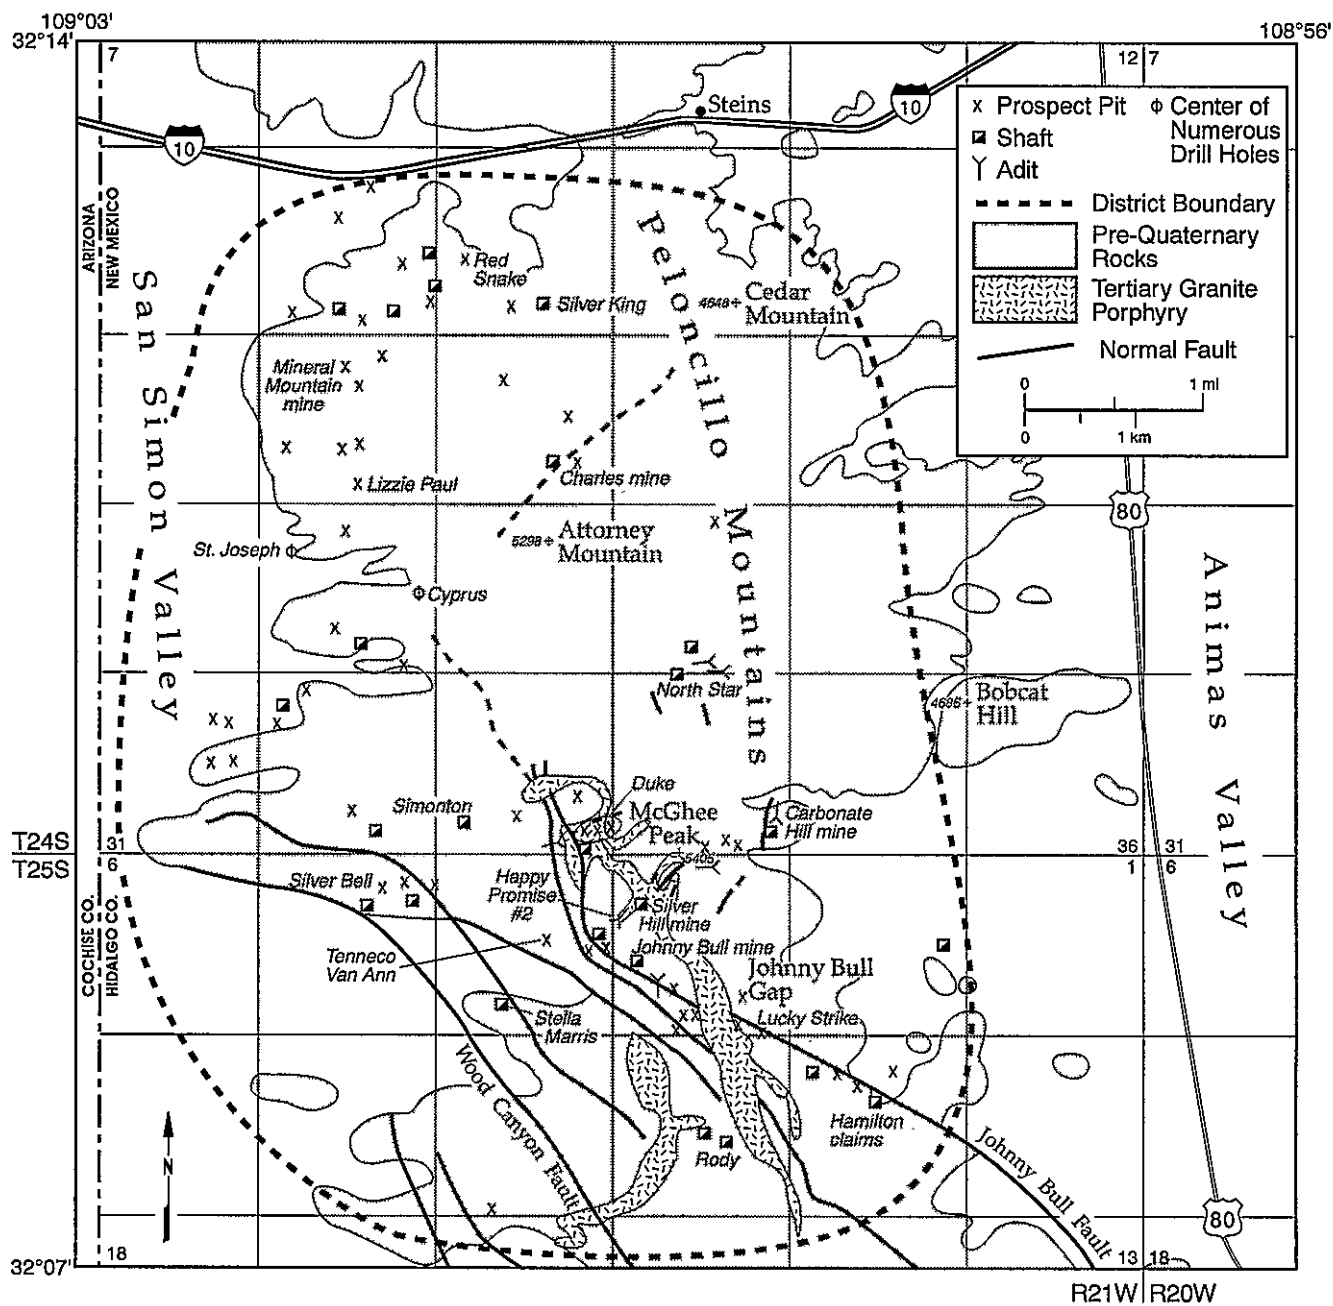 109°03'
108°56'
32°14'
7
12
7
Steins
10
10
x Prospect Pit
Center of
Numerous
Drill Holes
Shaft
Adit
District Boundary
Pre-Quaternary
Rocks
Tertiary Granite
Porphyry
Normal Fault
0
1 mi
0
1 km
ARIZONA
NEW MEXICO
San Simon Valley
Peloncillo Mountains
Animas Valley
Red
Snake
Silver King
4648+
Cedar
Mountain
Mineral
Mountain
mine
Charles mine
Lizzie Paul
80
St. Joseph
5298+
Attorney
Mountain
Cyprus
North Star
4686+
Bobcat
Hill
Duke
Simonton
McGhee
Peak
Carbonate
Hill mine
5405
T24S
31
36
31
T25S
6
1
6
Silver Bell
Happy
Promise
#2
Silver
Hill mine
Tenneco
Van Ann
Johnny Bull mine
Johnny Bull
Gap
COCHISE CO.
HIDALGO CO.
Stella
Marris
Lucky Strike
Wood Canyon Fault
Hamilton
claims
Rody
Johnny Bull Fault
N
80
18
13
18
32°07'
R21W
R20W